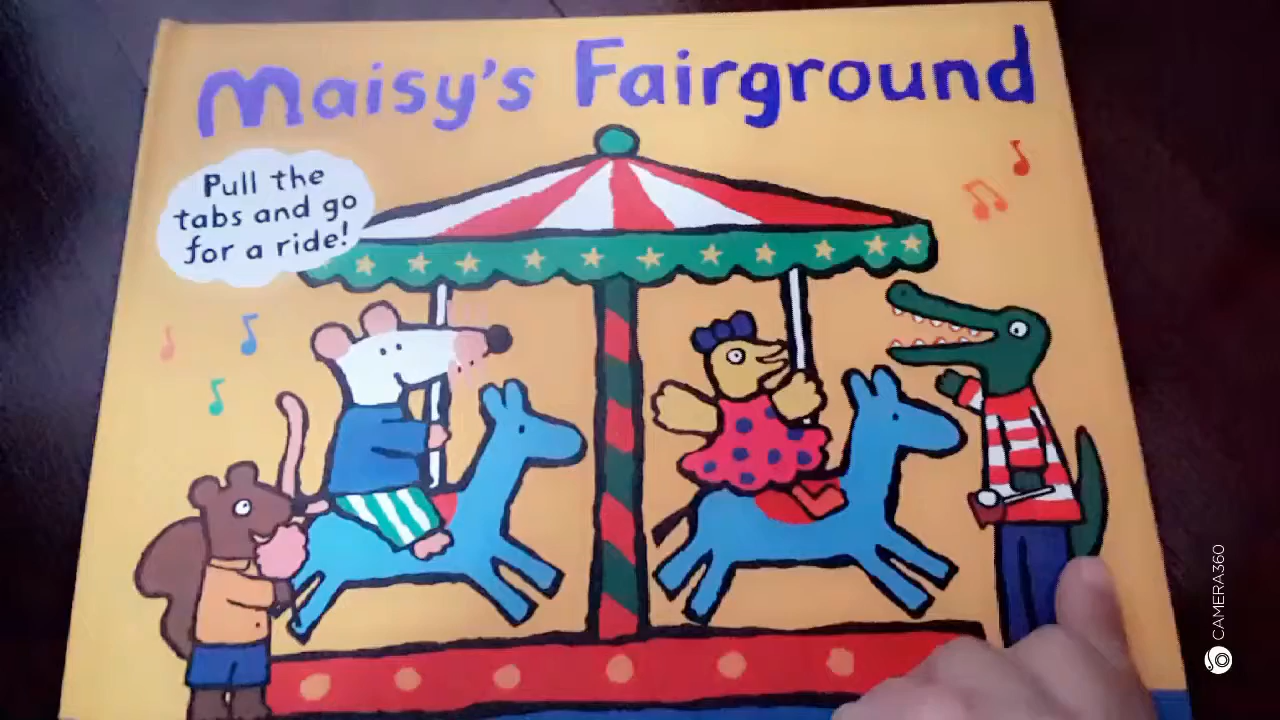 Maisy's Fairground
Pull the
tabs and go
for a ride!
CAMERA360